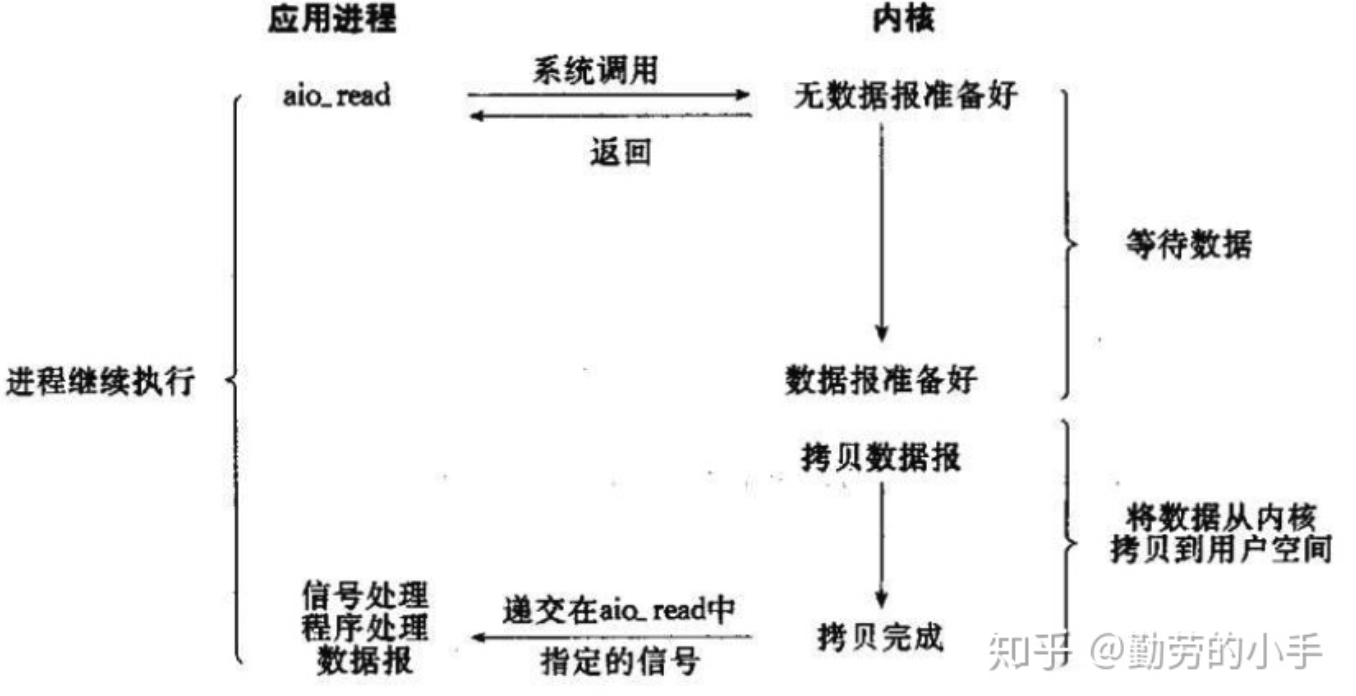 应用进程
内核
系统调用
aio_read
无数据报准备好
返回
等待数据
进程继续执行
数据报准备好
拷贝数据报
将数据从内核
拷贝到用户空间
信号处理
程序处理
数据报
递交在aio_read中
指定的信号
拷贝完成
知乎 @勤劳的小手